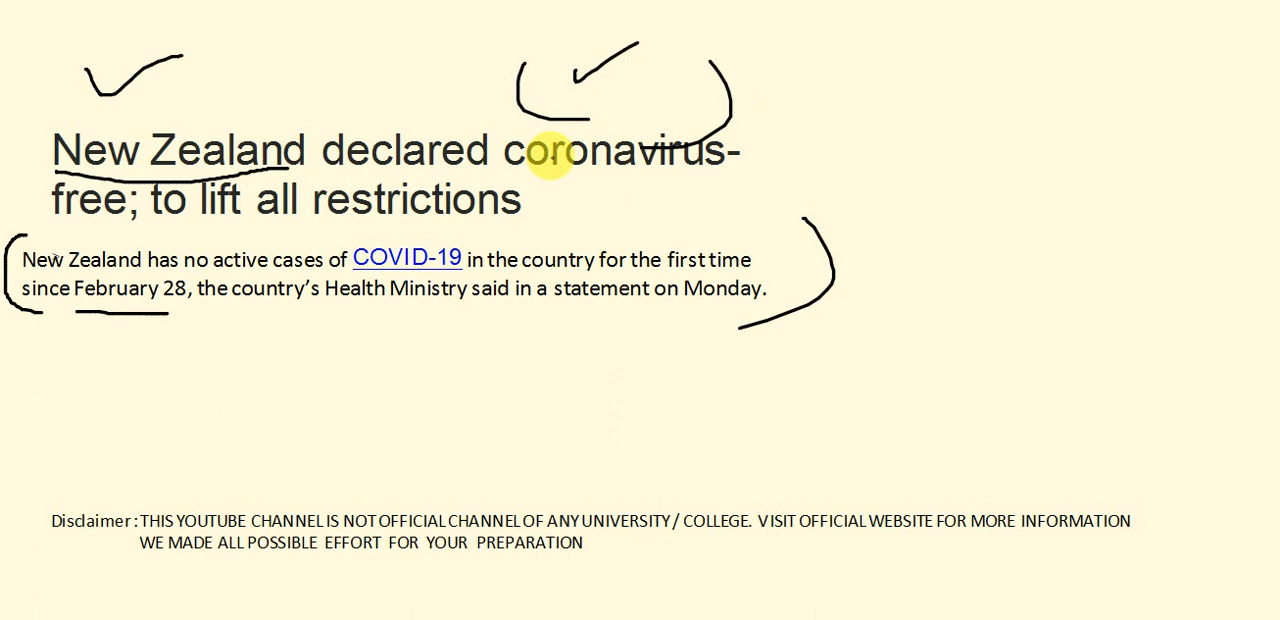 New Zealand declared coronavirus-
free; to lift all restrictions
New Zealand has no active cases of COVID-19 in the country for the first time
since February 28, the country’s Health Ministry said in a statement on Monday.
Disclaimer : THIS YOUTUBE CHANNEL IS NOT OFFICIAL CHANNEL OF ANY UNIVERSITY / COLLEGE. VISIT OFFICIAL WEBSITE FOR MORE INFORMATION
WE MADE ALL POSSIBLE EFFORT FOR YOUR PREPARATION